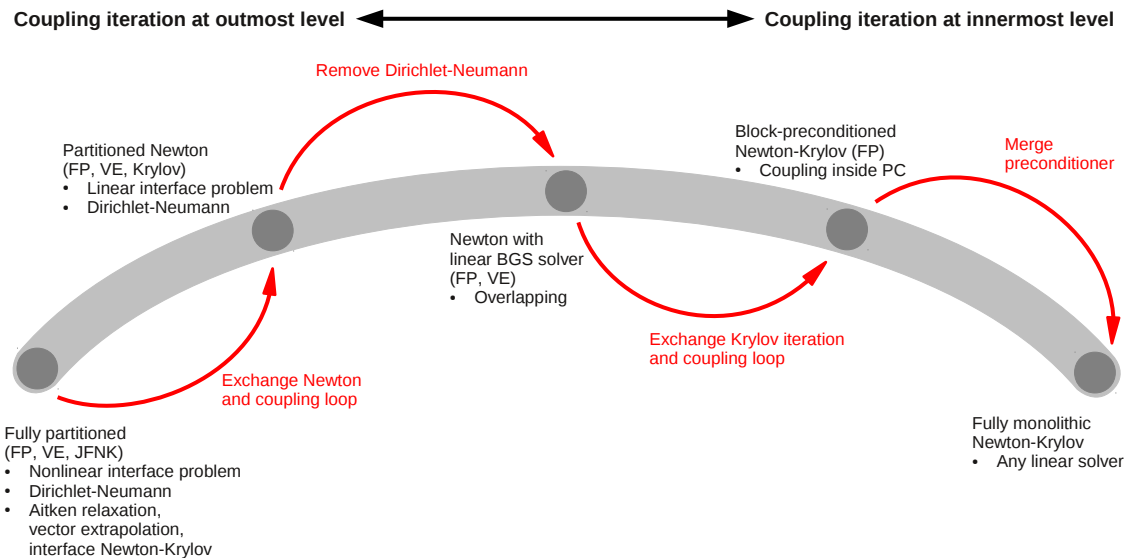 Coupling iteration at outmost level
Coupling iteration at innermost level
Remove Dirichlet-Neumann
Partitioned Newton
(FP, VE, Krylov)
• Linear interface problem
• Dirichlet-Neumann
Block-preconditioned
Newton-Krylov (FP)
• Coupling inside PC
Merge
preconditioner
Newton with
linear BGS solver
(FP, VE)
• Overlapping
Exchange Krylov iteration
and coupling loop
Exchange Newton
and coupling loop
Fully partitioned
(FP, VE, JFNK)
• Nonlinear interface problem
• Dirichlet-Neumann
• Aitken relaxation,
vector extrapolation,
interface Newton-Krylov
Fully monolithic
Newton-Krylov
• Any linear solver